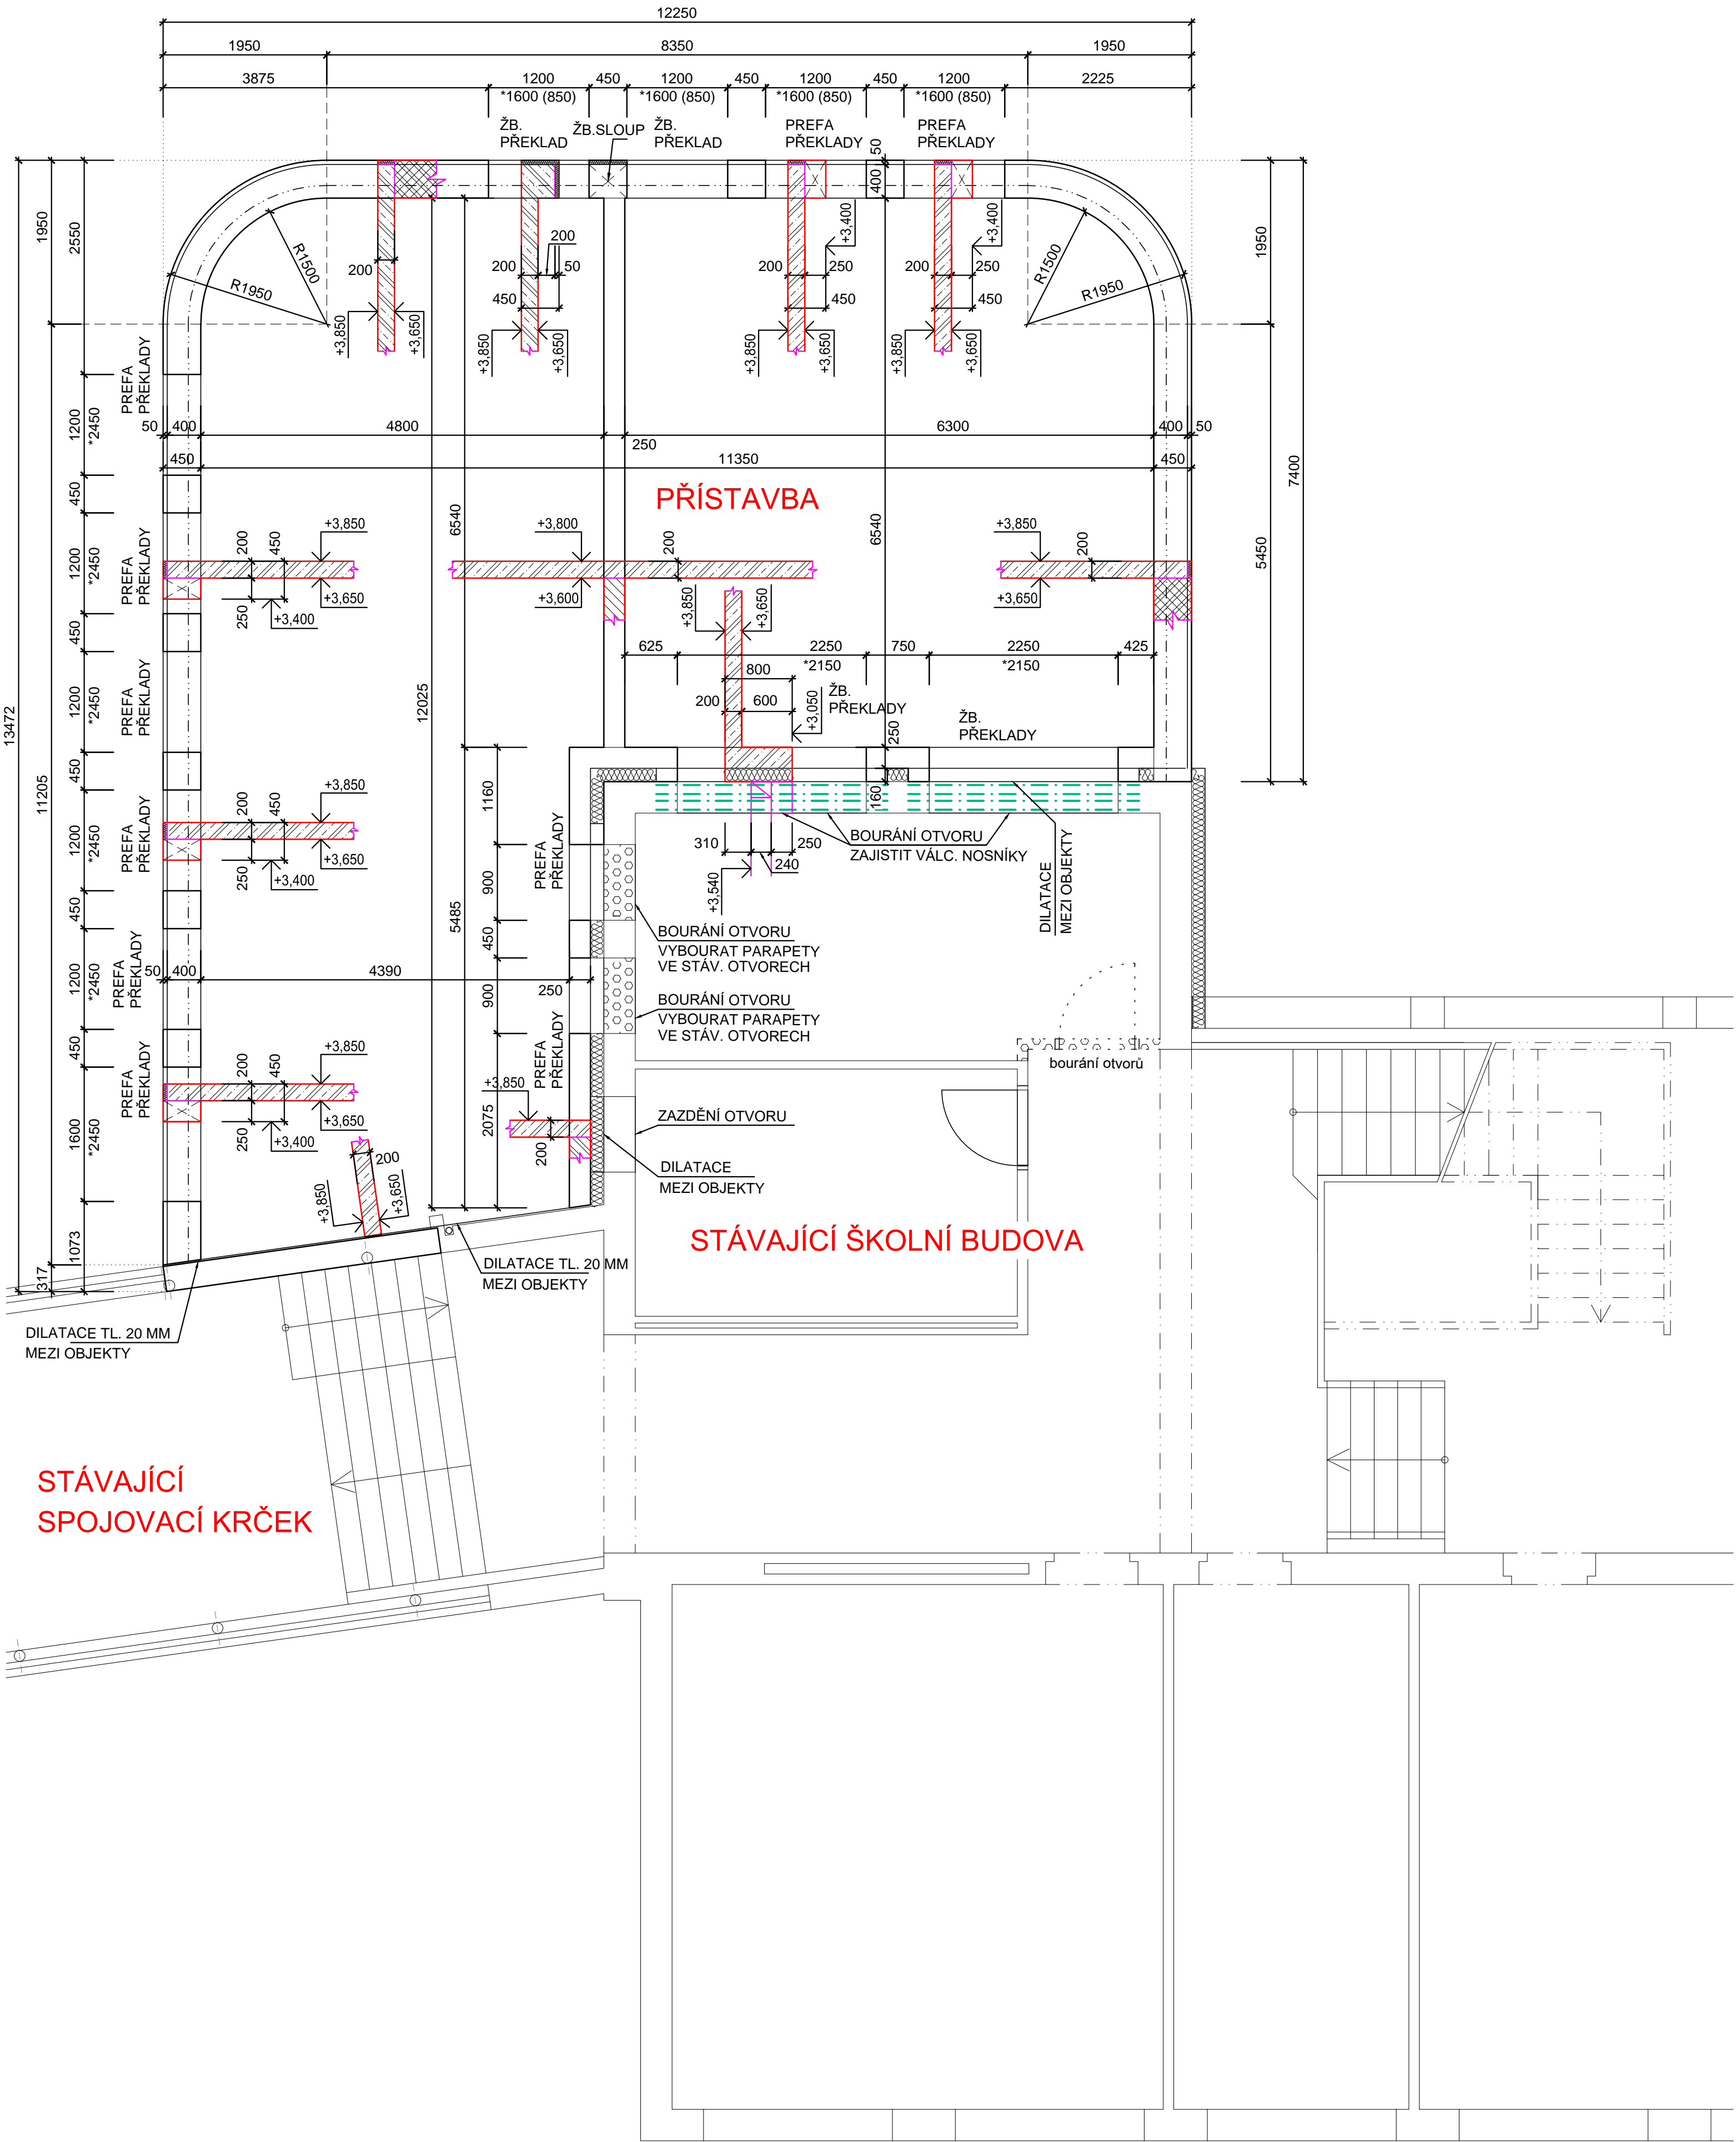 12250
1950
8350
1950
3875
1200
450
1200
450
1200
450
1200
2225
*1600 (850)
*1600 (850)
*1600 (850)
*1600 (850)
ŽB.
PŘEKLAD
ŽB.SLOUP
ŽB.
PŘEKLAD
PREFA
PŘEKLADY
PREFA
PŘEKLADY
50
400
13472
1950
11205
317
2550
1200
*2450
450
1200
*2450
450
1200
*2450
450
1200
*2450
450
1200
*2450
450
1600
*2450
1073
PREFA
PŘEKLADY
PREFA
PŘEKLADY
PREFA
PŘEKLADY
PREFA
PŘEKLADY
PREFA
PŘEKLADY
PREFA
PŘEKLADY
R1500
R1950
R1500
R1950
200
+3,850
+3,650
200
200
50
450
+3,850
+3,650
200
250
450
+3,400
+3,850
+3,650
200
250
450
+3,400
+3,850
+3,650
1950
5450
7400
50
400
4800
250
6300
400
50
450
11350
450
PŘÍSTAVBA
6540
12025
5485
6540
200
450
250
+3,850
+3,650
+3,400
+3,800
+3,600
200
+3,850
+3,650
200
+3,850
+3,650
625
2250
*2150
750
2250
*2150
425
800
200
600
+3,050
ŽB.
PŘEKLADY
ŽB.
PŘEKLADY
250
160
200
450
250
+3,850
+3,650
+3,400
1160
900
450
900
2075
PREFA
PŘEKLADY
PREFA
PŘEKLADY
310
250
240
+3,540
BOURÁNÍ OTVORU
ZAJISTIT VÁLC. NOSNÍKY
DILATACE
MEZI OBJEKTY
BOURÁNÍ OTVORU
VYBOURAT PARAPETY
VE STÁV. OTVORECH
50
400
4390
250
BOURÁNÍ OTVORU
VYBOURAT PARAPETY
VE STÁV. OTVORECH
bourání otvorů
200
450
250
+3,850
+3,650
+3,400
+3,850
200
ZAZDĚNÍ OTVORU
DILATACE
MEZI OBJEKTY
200
+3,850
+3,650
STÁVAJÍCÍ ŠKOLNÍ BUDOVA
DILATACE TL. 20 MM
MEZI OBJEKTY
DILATACE TL. 20 MM
MEZI OBJEKTY
STÁVAJÍCÍ
SPOJOVACÍ KRČEK